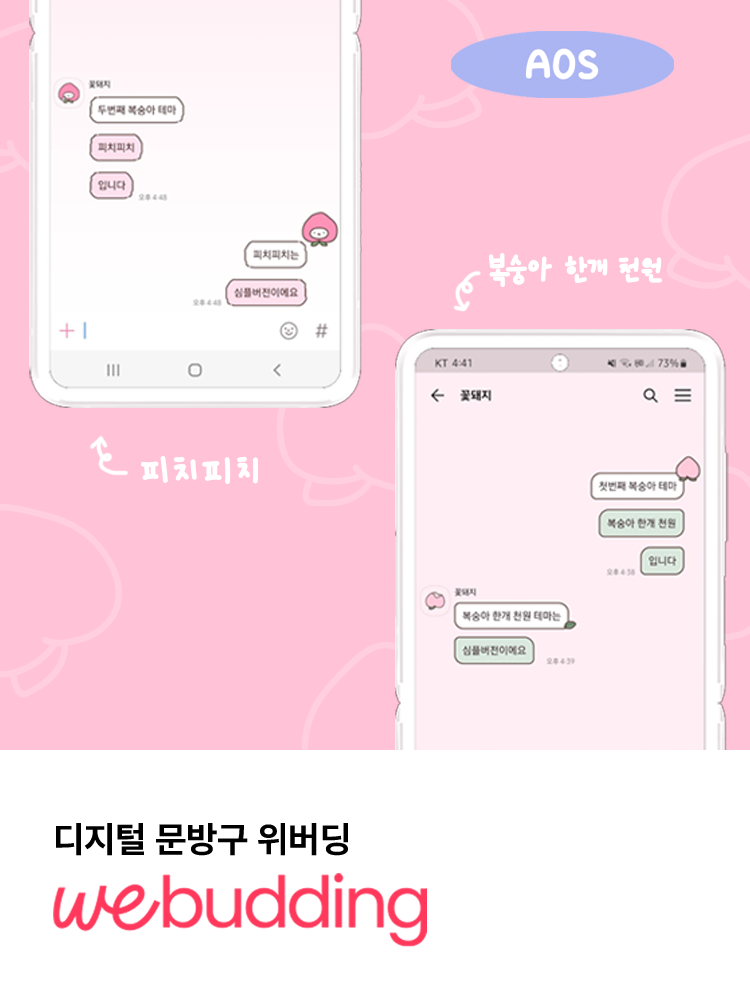 AOS
꽃돼지
두번째 복숭아 테마
피치피치
입니다
오후 4:48
피치피치는
심플버전이에요
오후 4:48
#
피치피치
복숭아 한개 천원
KT 4:41
73%
꽃돼지
첫번째 복숭아 테마
복숭아 한개 천원
입니다
오후 4:38
꽃돼지
복숭아 한개 천원 테마는
심플버전이에요
오후 4:39
디지털 문방구 위버딩
webudding